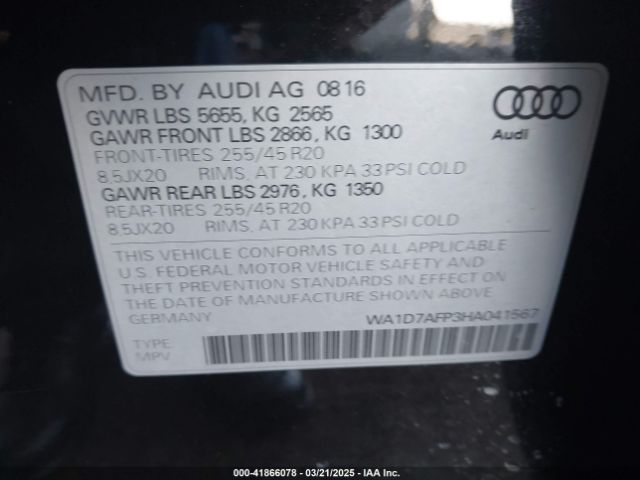 MFD. BY AUDI AG 0816
GVWR LBS 5655, KG 2565
GAWR FRONT LBS 2866, KG 1300
FRONT-TIRES 255/45 R20
8.5JX20 RIMS, AT 230 KPA 33 PSI COLD
GAWR REAR LBS 2976, KG 1350
REAR-TIRES 255/45 R20
8.5JX20 RIMS, AT 230 KPA 33 PSI COLD
THIS VEHICLE CONFORMS TO ALL APPLICABLE
U.S. FEDERAL MOTOR VEHICLE SAFETY AND
THEFT PREVENTION STANDARDS IN EFFECT ON
THE DATE OF MANUFACTURE SHOWN ABOVE
GERMANY
WA1D7AFP3HA041567
TYPE
MPV
Audi
000-41866078 - 03/21/2025 - IAA Inc.